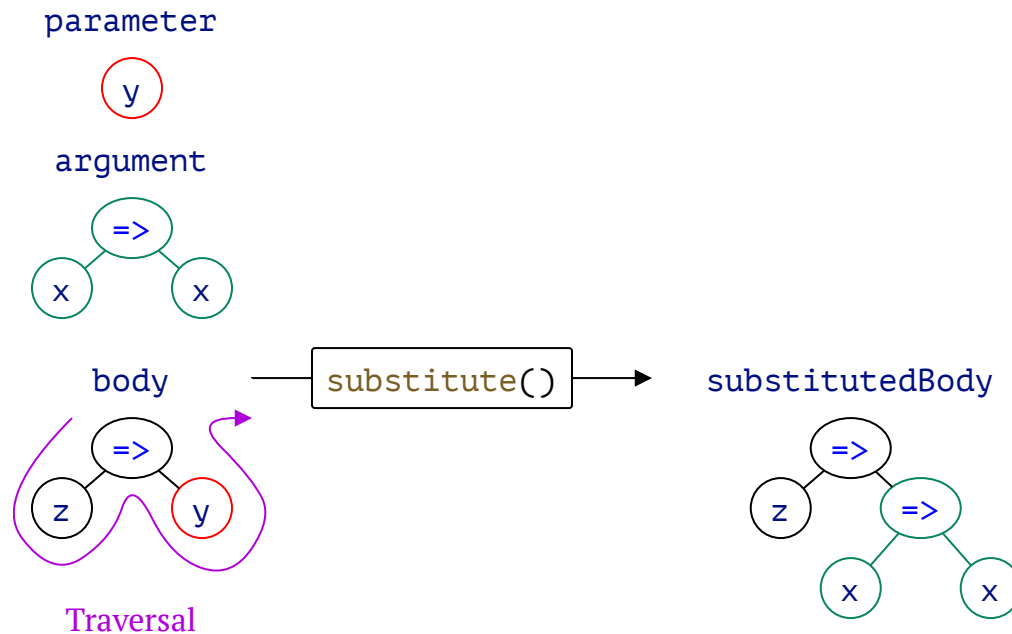 parameter
y
argument
=>
x x
body
substitute()
substitutedBody
=>
z y
Traversal
=>
z =>
x x